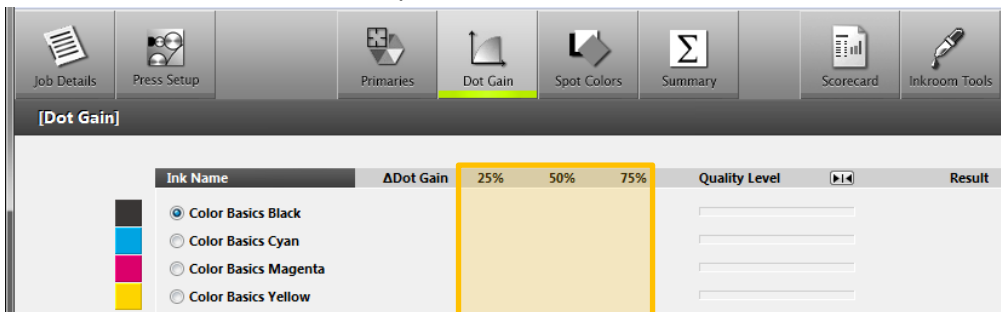 Job Details Press Setup Primaries Dot Gain Spot Colors Summary Scorecard Inkroom Tools
[Dot Gain]
Ink Name ΔDot Gain 25% 50% 75% Quality Level Result
Color Basics Black
Color Basics Cyan
Color Basics Magenta
Color Basics Yellow